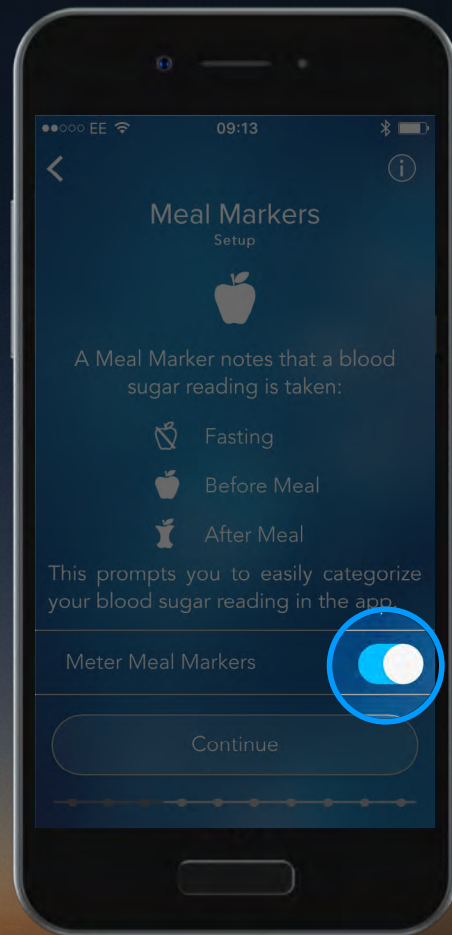 EE 09:13
Meal Markers
Setup
A Meal Marker notes that a blood
sugar reading is taken:
Fasting
Before Meal
After Meal
This prompts you to easily categorize
your blood sugar reading in the app.
Meter Meal Markers
Continue